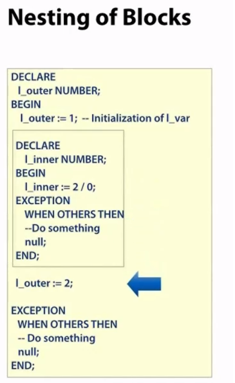 Nesting of Blocks
DECLARE
l_outer NUMBER;
BEGIN
l_outer := 1; -- Initialization of l_var
DECLARE
l_inner NUMBER;
BEGIN
l_inner := 2 / 0;
EXCEPTION
WHEN OTHERS THEN
--Do something
null;
END;
l_outer := 2;
EXCEPTION
WHEN OTHERS THEN
-- Do something
null;
END;